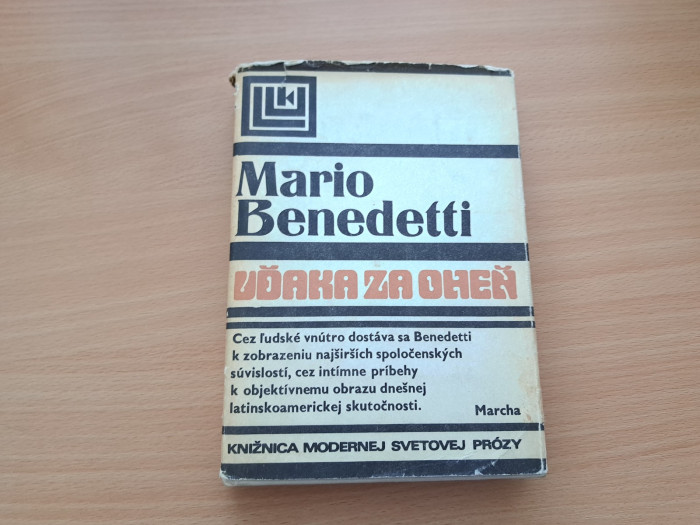 Mario
Benedetti
VĎAKA ZA OHEŇ
Cez ľudské vnútro dostáva sa Benedetti
k zobrazeniu najširších spoločenských
súvislostí, cez intímne príbehy
k objektívnemu obrazu dnešnej
latinskoamerickej skutočnosti. Marcha
KNIŽNICA MODERNEJ SVETOVEJ PRÓZY